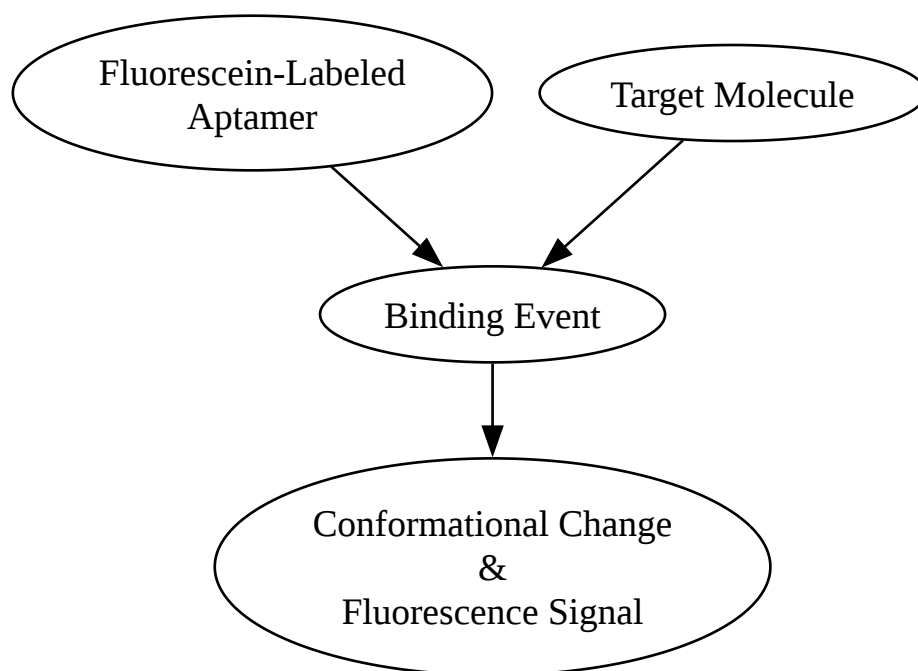 Fluorescein-Labeled
Aptamer
Target Molecule
Binding Event
Conformational Change
&
Fluorescence Signal